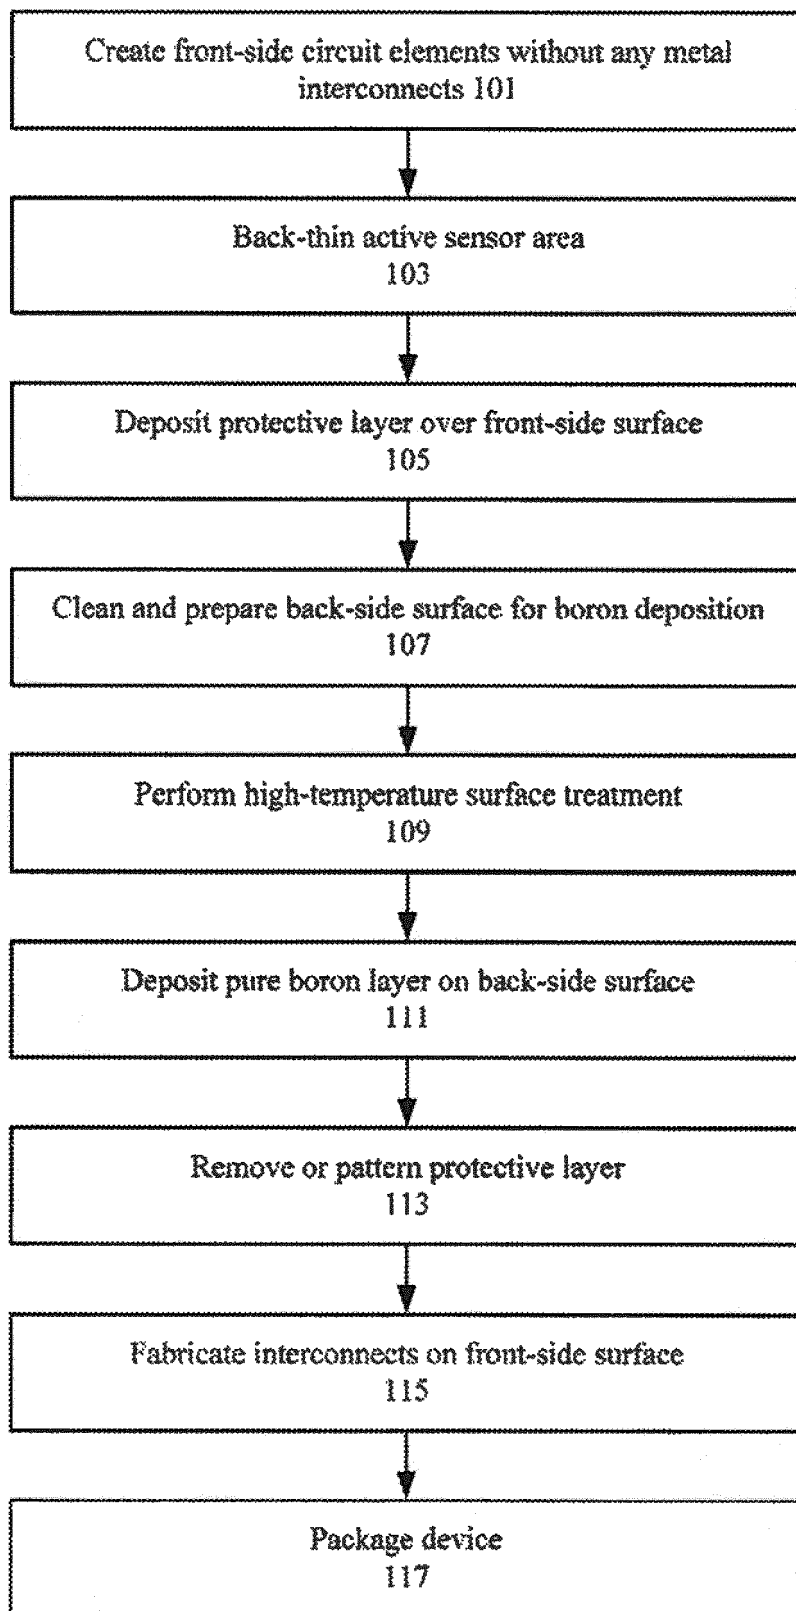 Create front-side circuit elements without any metal
interconnects 101
Back-thin active sensor area
103
Deposit protective layer over front-side surface
105
Clean and prepare back-side surface for boron deposition
107
Perform high-temperature surface treatment
109
Deposit pure boron layer on back-side surface
111
Remove or pattern protective layer
113
Fabricate interconnects on front-side surface
115
Package device
117